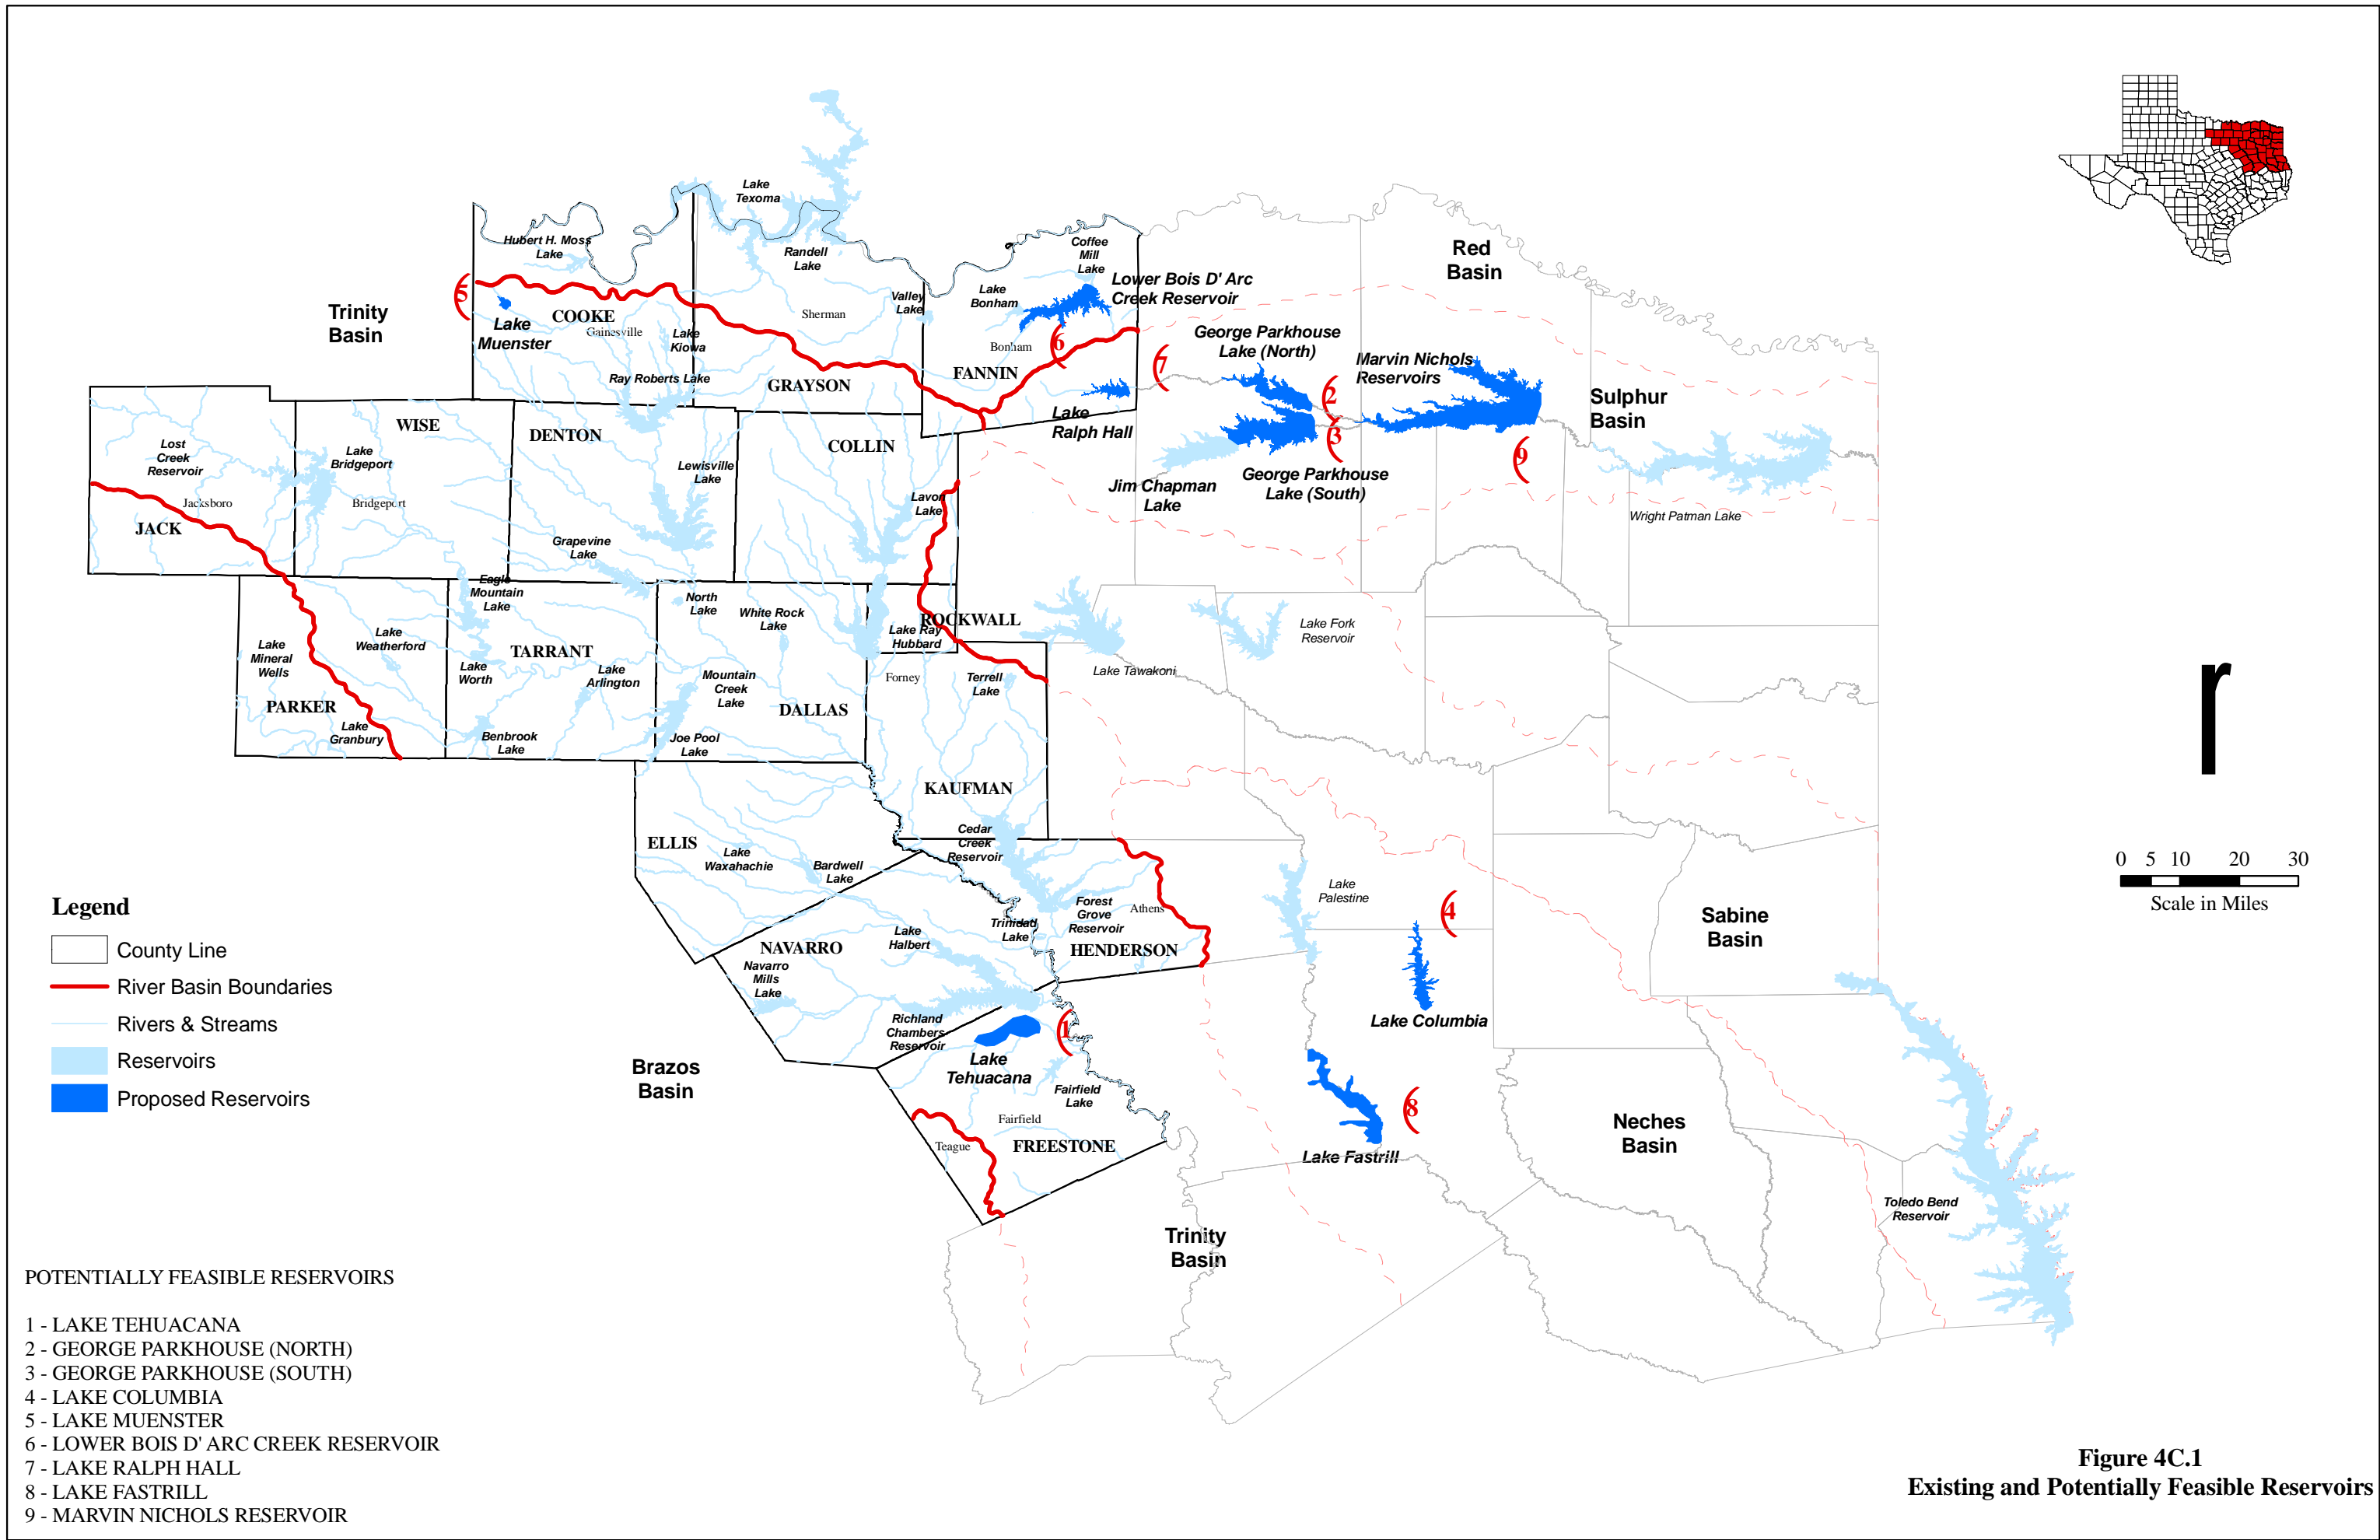 Lake
Texoma
Hubert H. Moss
Lake
Randell
Lake
Coffee
Mill
Lake
Red
Basin
Lower Bois D' Arc
Creek Reservoir
Lake
Bonham
Valley
Lake
5
Trinity
Basin
COOKE
Gainesville
Lake
Muenster
Lake
Kiowa
Sherman
Bonham
6
George Parkhouse
Lake (North)
7
Marvin Nichols
Reservoirs
Ray Roberts Lake
GRAYSON
FANNIN
2
Sulphur
Basin
Lake
Ralph Hall
3
WISE
DENTON
COLLIN
Lost
Creek
Reservoir
Lake
Bridgeport
Lewisville
Lake
9
George Parkhouse
Lake (South)
Jim Chapman
Lake
Jacksboro
Bridgeport
Lavon
Lake
Wright Patman Lake
JACK
Grapevine
Lake
Eagle
Mountain
Lake
North
Lake
White Rock
Lake
ROCKWALL
Lake Ray
Hubbard
Lake Fork
Reservoir
Lake
Mineral
Wells
Lake
Weatherford
TARRANT
Lake
Worth
Lake
Arlington
Mountain
Creek
Lake
Forney
Terrell
Lake
Lake Tawakoni
PARKER
DALLAS
Lake
Granbury
Benbrook
Lake
Joe Pool
Lake
KAUFMAN
ELLIS
Lake
Waxahachie
Bardwell
Lake
Cedar
Creek
Reservoir
0 5 10 20 30
Scale in Miles
Lake
Palestine
4
Forest
Grove
Reservoir
Athens
Trinidad
Lake
HENDERSON
Sabine
Basin
NAVARRO
Lake
Halbert
Navarro
Mills
Lake
Richland
Chambers
Reservoir
1
Lake Columbia
Lake
Tehuacana
Brazos
Basin
Fairfield
Lake
8
Neches
Basin
Fairfield
Teague
FREESTONE
Lake Fastrill
Toledo Bend
Reservoir
Trinity
Basin
Legend
County Line
River Basin Boundaries
Rivers & Streams
Reservoirs
Proposed Reservoirs
r
POTENTIALLY FEASIBLE RESERVOIRS
1 - LAKE TEHUACANA
2 - GEORGE PARKHOUSE (NORTH)
3 - GEORGE PARKHOUSE (SOUTH)
4 - LAKE COLUMBIA
5 - LAKE MUENSTER
6 - LOWER BOIS D' ARC CREEK RESERVOIR
7 - LAKE RALPH HALL
8 - LAKE FASTRILL
9 - MARVIN NICHOLS RESERVOIR
Figure 4C.1
Existing and Potentially Feasible Reservoirs